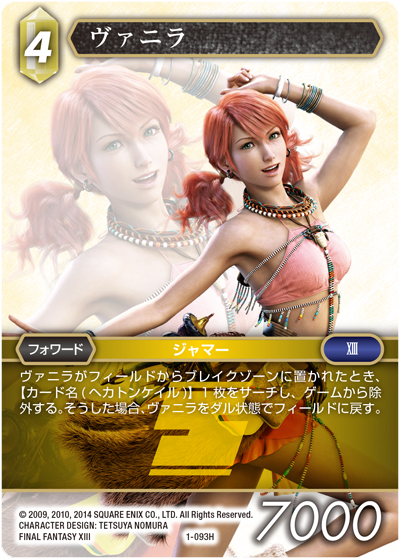 4 ヴァニラ
フォワード ジャマー XIII
ヴァニラがフィールドからブレイクゾーンに置かれたとき、
【カード名(ヘカトンケイル)】1枚をサーチし、ゲームから除
外する。そうした場合、ヴァニラをダル状態でフィールドに戻す。
© 2009, 2010, 2014 SQUARE ENIX CO., LTD. All Rights Reserved.
CHARACTER DESIGN: TETSUYA NOMURA
FINAL FANTASY XIII 1-093H 7000